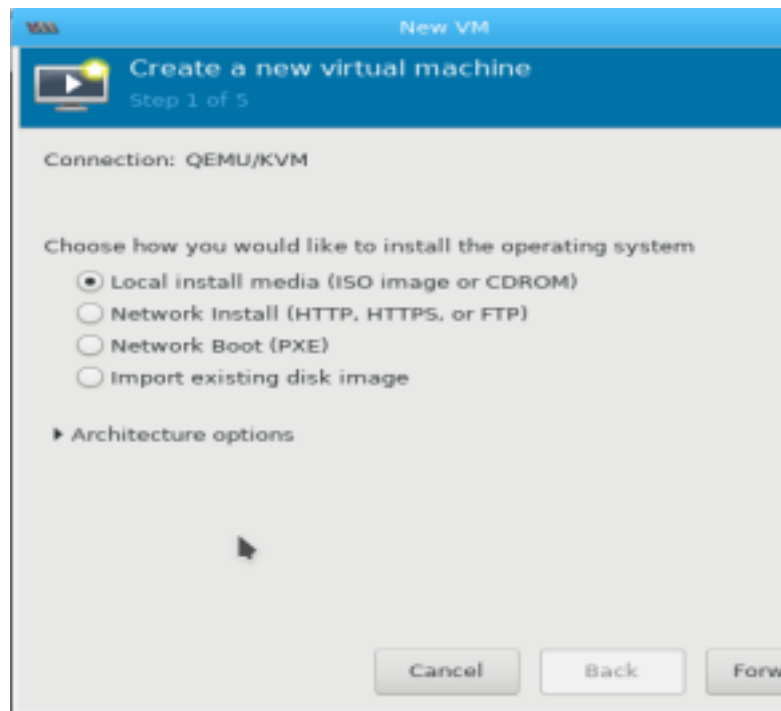 New VM
Create a new virtual machine
Step 1 of 5
Connection: QEMU/KVM
Choose how you would like to install the operating system
Local install media (ISO image or CDROM)
Network Install (HTTP, HTTPS, or FTP)
Network Boot (PXE)
Import existing disk image
Architecture options
Cancel Back Forw